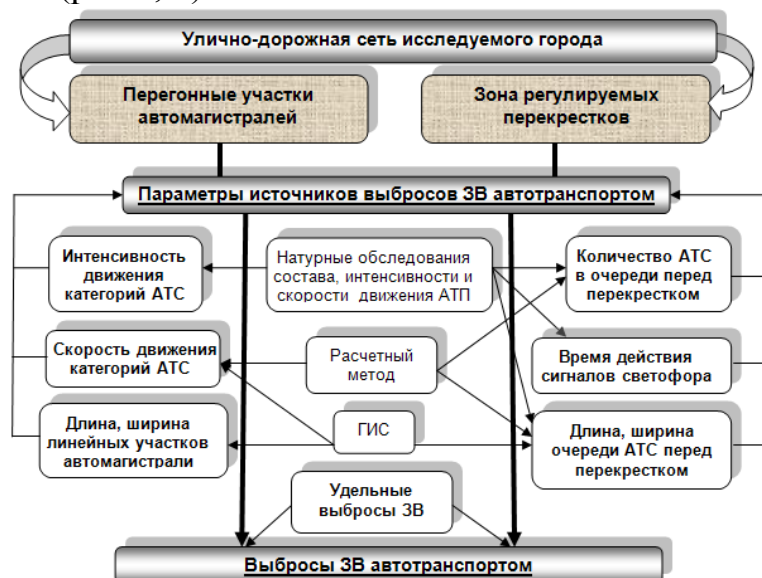 Улично-дорожная сеть исследуемого города
Перегонные участки
автомагистралей
Зона регулируемых
перекрестков
Параметры источников выбросов ЗВ автотранспортом
Интенсивность
движения
категорий АТС
Натурные обследования
состава, интенсивности и
скорости движения АТП
Количество АТС
в очереди перед
перекрестком
Скорость движения
категорий АТС
Расчетный
метод
Время действия
сигналов светофора
Длина, ширина
линейных участков
автомагистрали
ГИС
Длина, ширина
очереди АТС перед
перекрестком
Удельные
выбросы ЗВ
Выбросы ЗВ автотранспортом